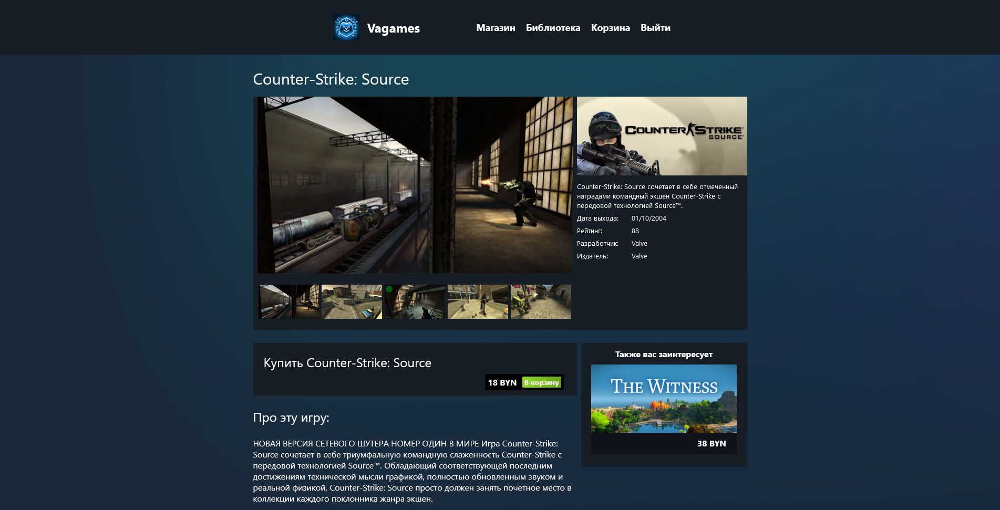 Vagames
Магазин Библиотека Корзина Выйти
Counter-Strike: Source
COUNTER STRIKE™
SOURCE
Counter-Strike: Source сочетает в себе отмеченный
наградами командный экшен Counter-Strike с
передовой технологией Source™.
Дата выхода: 01/10/2004
Рейтинг: 88
Разработчик: Valve
Издатель: Valve
Купить Counter-Strike: Source
18 BYN В корзину
Также вас заинтересует
THE WITNESS
38 BYN
Про эту игру:
НОВАЯ ВЕРСИЯ СЕТЕВОГО ШУТЕРА НОМЕР ОДИН В МИРЕ Игра Counter-Strike:
Source сочетает в себе триумфальную командную слаженность Counter-Strike с
передовой технологией Source™. Обладающий соответствующей последним
достижениям технической мысли графикой, полностью обновленным звуком и
реальной физикой, Counter-Strike: Source просто должен занять почетное место в
коллекции каждого поклонника жанра экшен.